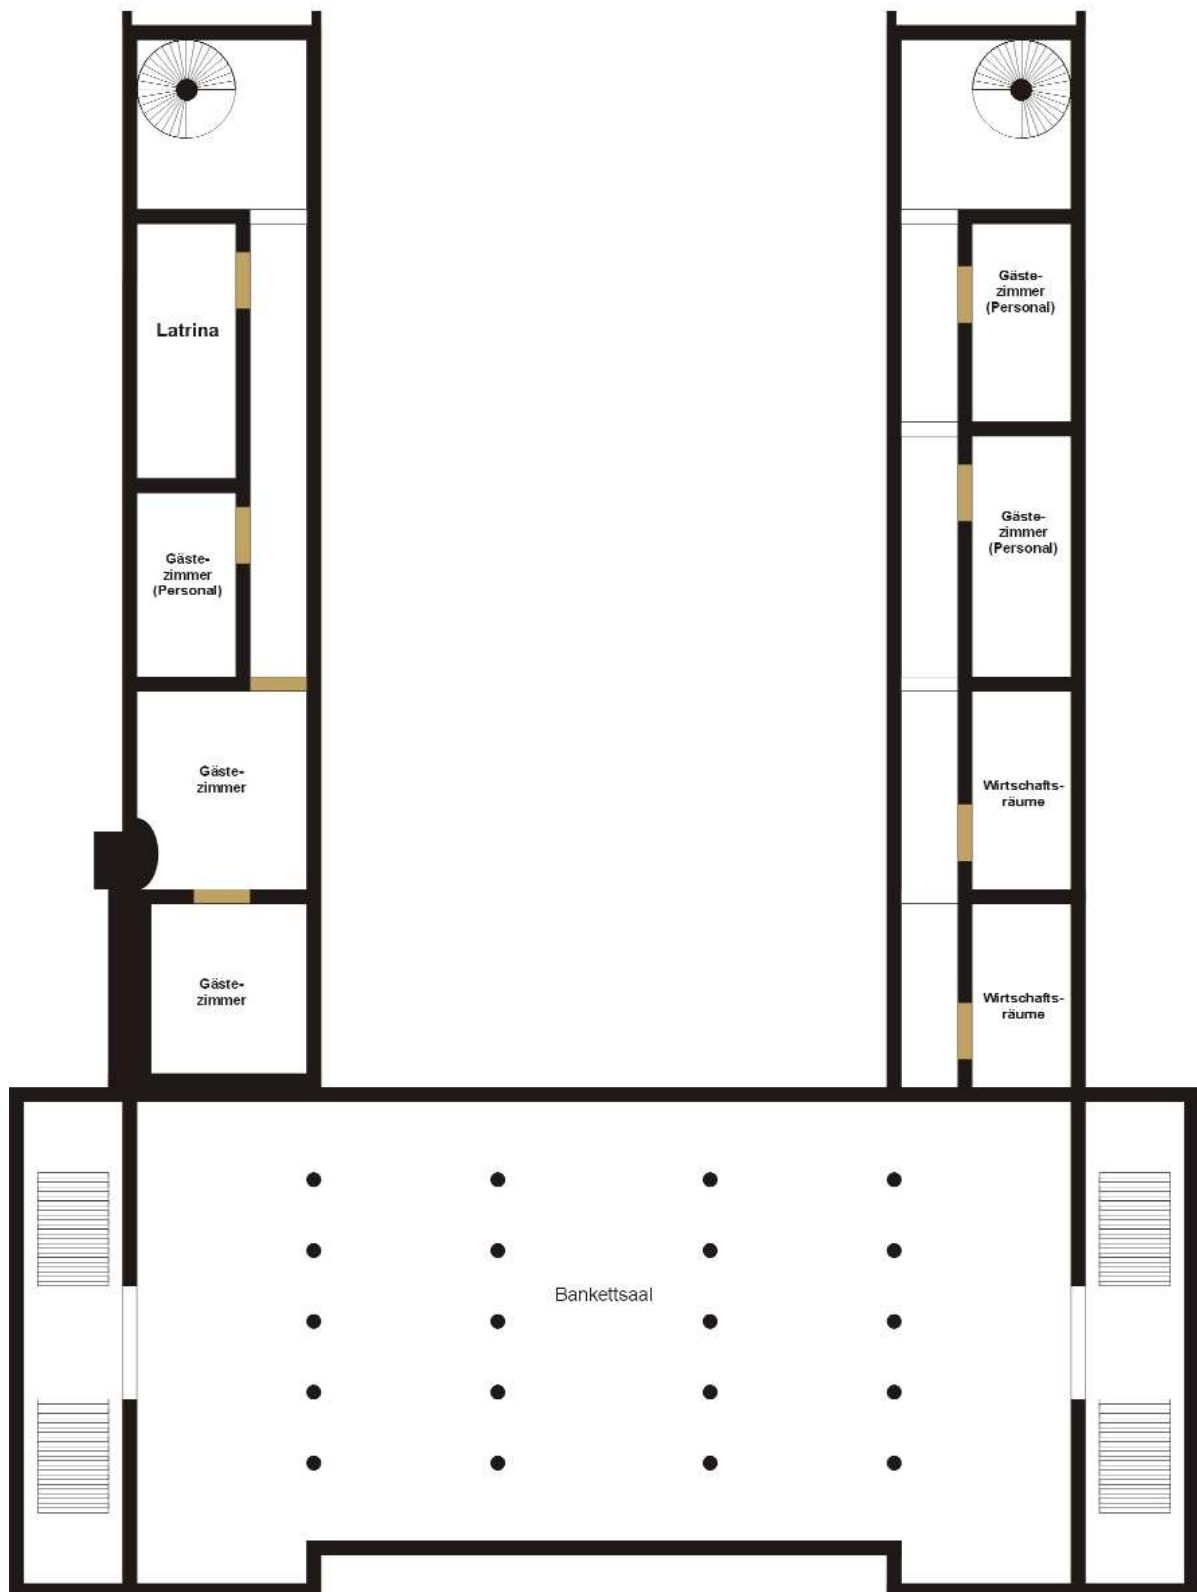 Latrina
Gäste-
zimmer
(Personal)
Gäste-
zimmer
Gäste-
zimmer
Gäste-
zimmer
(Personal)
Gäste-
zimmer
(Personal)
Wirtschafts-
räume
Wirtschafts-
räume
Bankettsaal